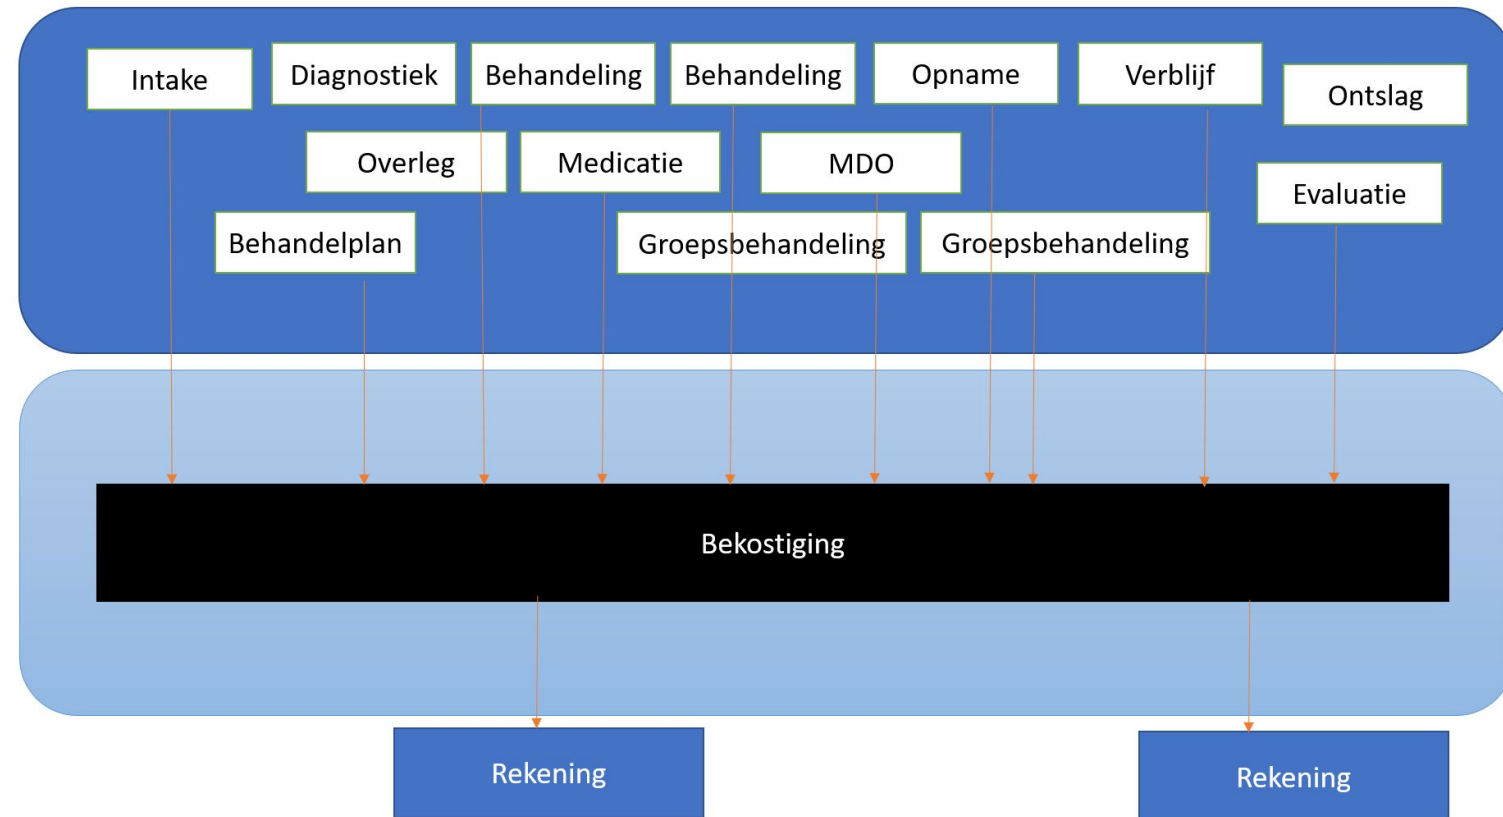 Intake
Diagnostiek
Behandeling
Behandeling
Opname
Verblijf
Ontslag
Overleg
Medicatie
MDO
Evaluatie
Behandelplan
Groepsbehandeling
Groepsbehandeling
Bekostiging
Rekening
Rekening